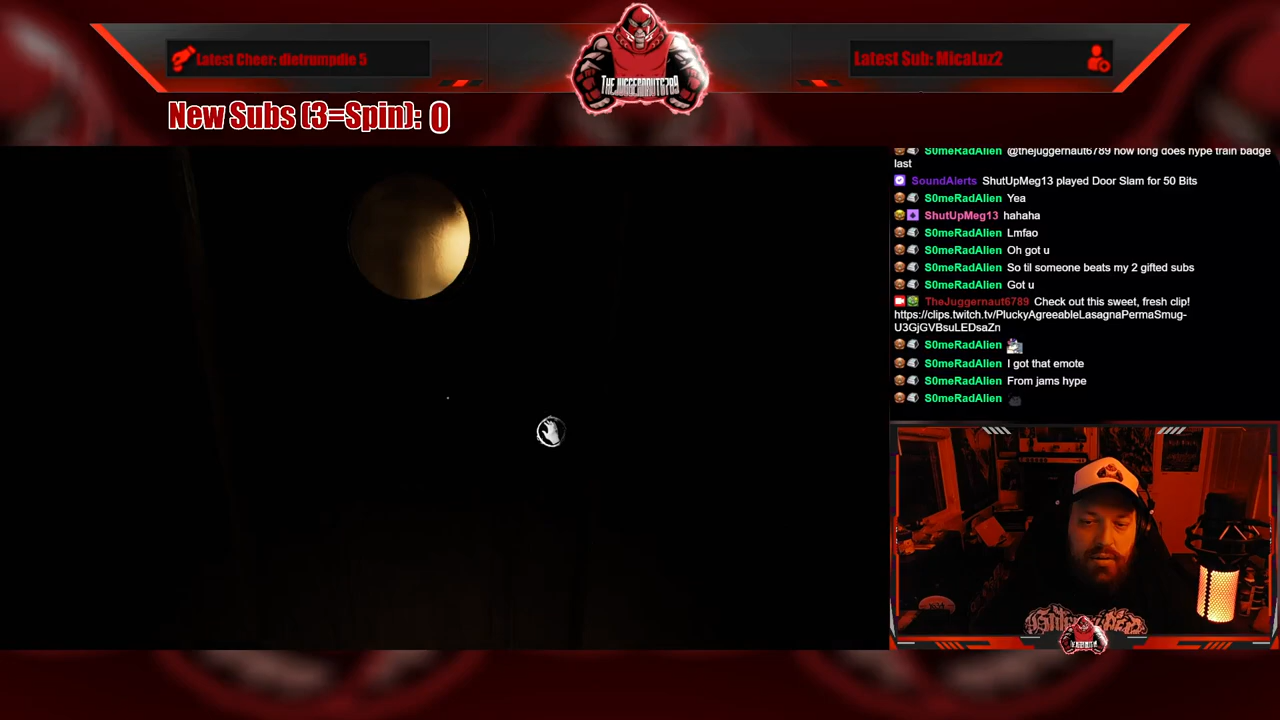 Latest Cheer: dietrumpdie 5
THEJUGGERNAUT6789
Latest Sub: MicaLuz2
New Subs (3=Spin): 0
S0meRadAlien @thejuggernaut6789 how long does hype train badge
last
SoundAlerts ShutUpMeg13 played Door Slam for 50 Bits
S0meRadAlien Yea
ShutUpMeg13 hahaha
S0meRadAlien Lmfao
S0meRadAlien Oh got u
S0meRadAlien So til someone beats my 2 gifted subs
S0meRadAlien Got u
TheJuggernaut6789 Check out this sweet, fresh clip!
https://clips.twitch.tv/PluckyAgreeableLasagnaPermaSmug-
U3GjGVBsuLEDsaZn
S0meRadAlien
S0meRadAlien I got that emote
S0meRadAlien From jams hype
S0meRadAlien